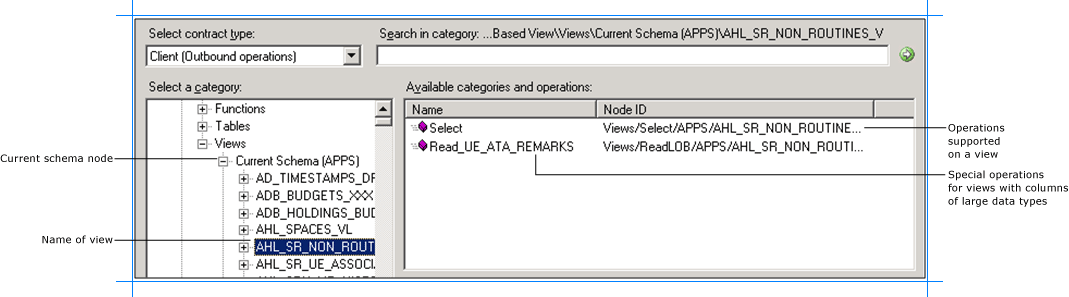 Select contract type:
Search in category: ...Based View\Views\Current Schema (APPS)\AHL_SR_NON_ROUTINES_V
Client (Outbound operations)
Select a category:
Available categories and operations:
Functions
Tables
Views
Current Schema (APPS)
AD_TIMESTAMPS_DF
ADB_BUDGETS_XXX
ADB_HOLDINGS_BUD
AHL_SPACES_VL
AHL_SR_NON_ROUT
AHL_SR_UE_ASSOCI
Name Node ID
Select Views/Select/APPS/AHL_SR_NON_ROUTINE...
Read_UE_ATA_REMARKS Views/ReadLOB/APPS/AHL_SR_NON_ROUTI...
Current schema node
Name of view
Operations
supported
on a view
Special operations
for views with columns
of large data types